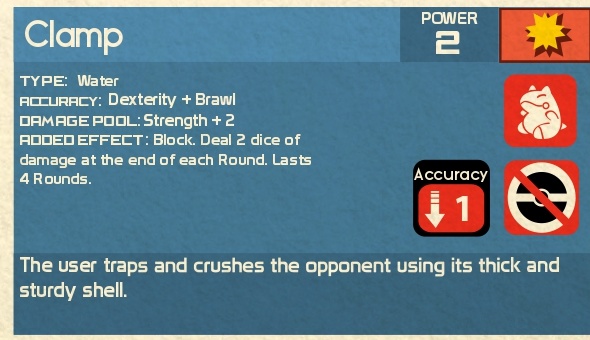 Clamp
POWER
2
TYPE: Water
ACCURACY: Dexterity + Brawl
DAMAGE POOL: Strength + 2
ADDED EFFECT: Block. Deal 2 dice of
damage at the end of each Round. Lasts
4 Rounds.
Accuracy
1
The user traps and crushes the opponent using its thick and
sturdy shell.